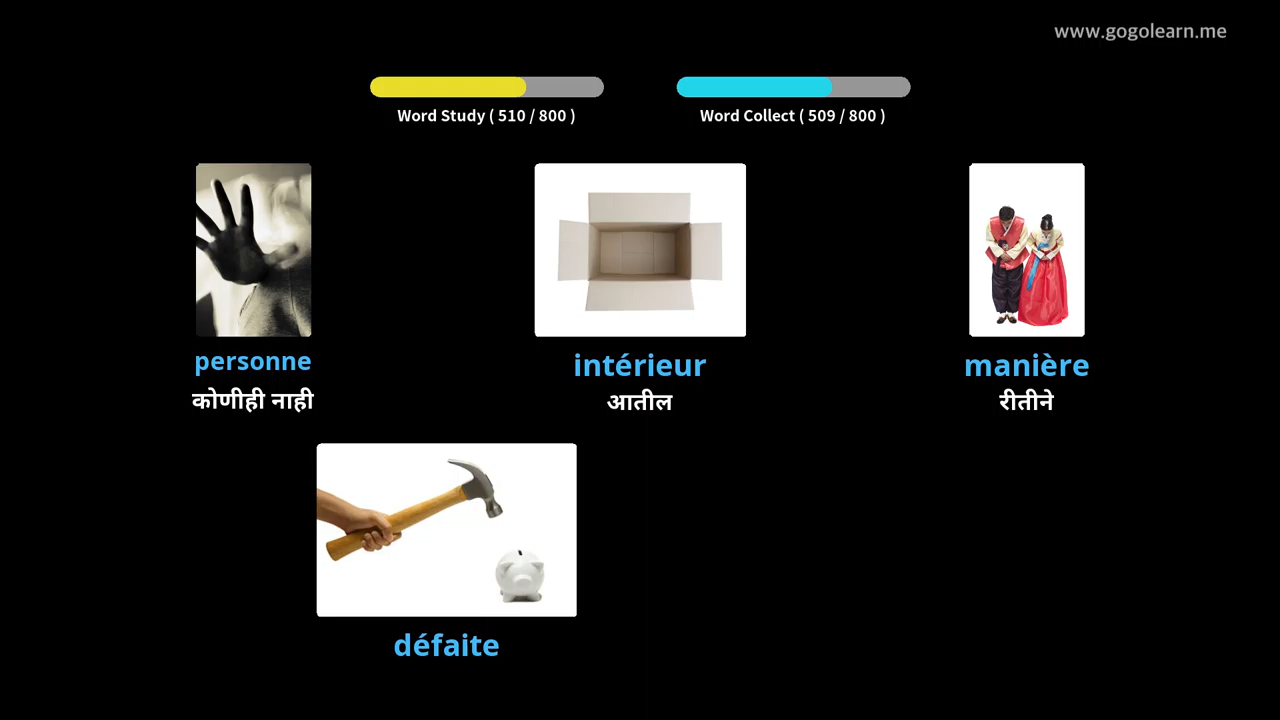 www.gogolearn.me
Word Study ( 510 / 800 )
Word Collect ( 509 / 800 )
personne
intérieur
manière
कोणीही नाही
आतील
रीतीने
défaite